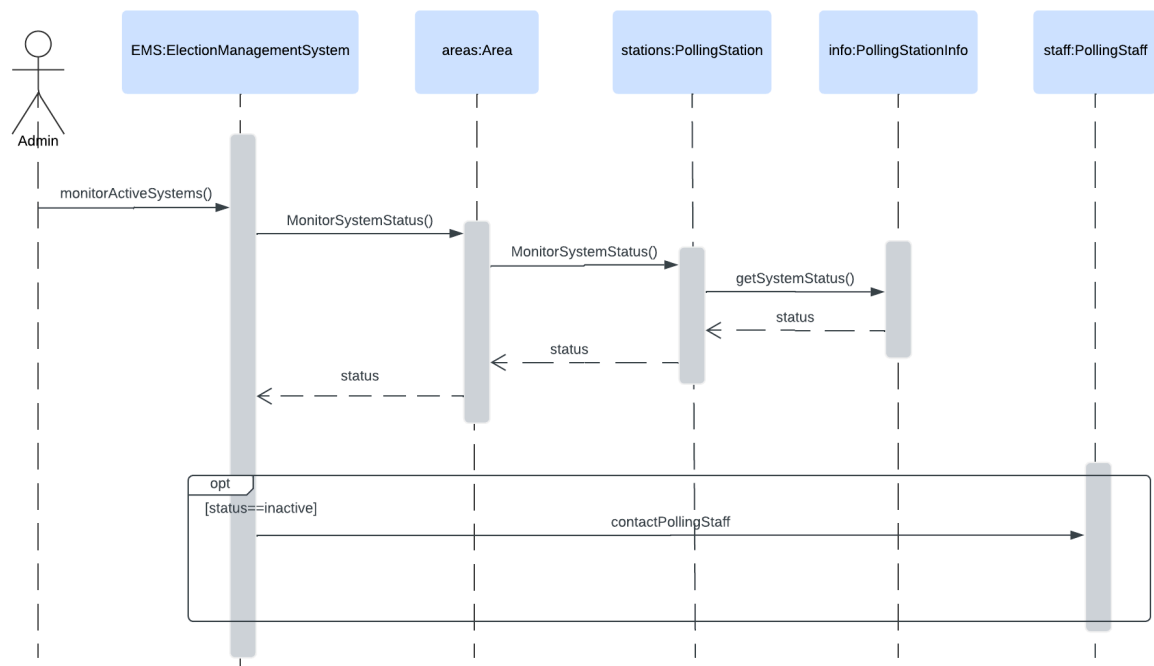 EMS:ElectionManagementSystem
areas:Area
stations:PollingStation
info:PollingStationInfo
staff:PollingStaff
Admin
monitorActiveSystems()
MonitorSystemStatus()
MonitorSystemStatus()
getSystemStatus()
status
status
status
opt
[status==inactive]
contactPollingStaff